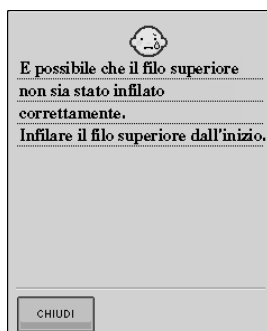 E possibile che il filo superiore
non sia stato infilato
correttamente.
Infilare il filo superiore dall'inizio.
CHIUDI